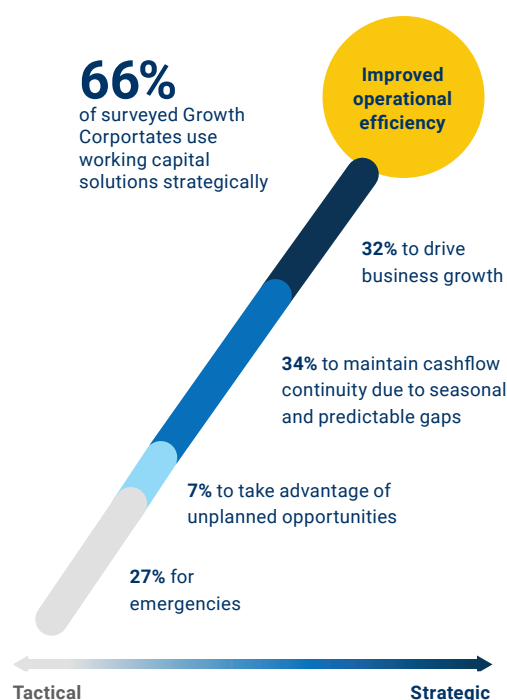 66%
of surveyed Growth
Corportates use
working capital
solutions strategically
Improved
operational
efficiency
32% to drive
business growth
34% to maintain cashflow
continuity due to seasonal
and predictable gaps
7% to take advantage of
unplanned opportunities
27% for
emergencies
Tactical
Strategic